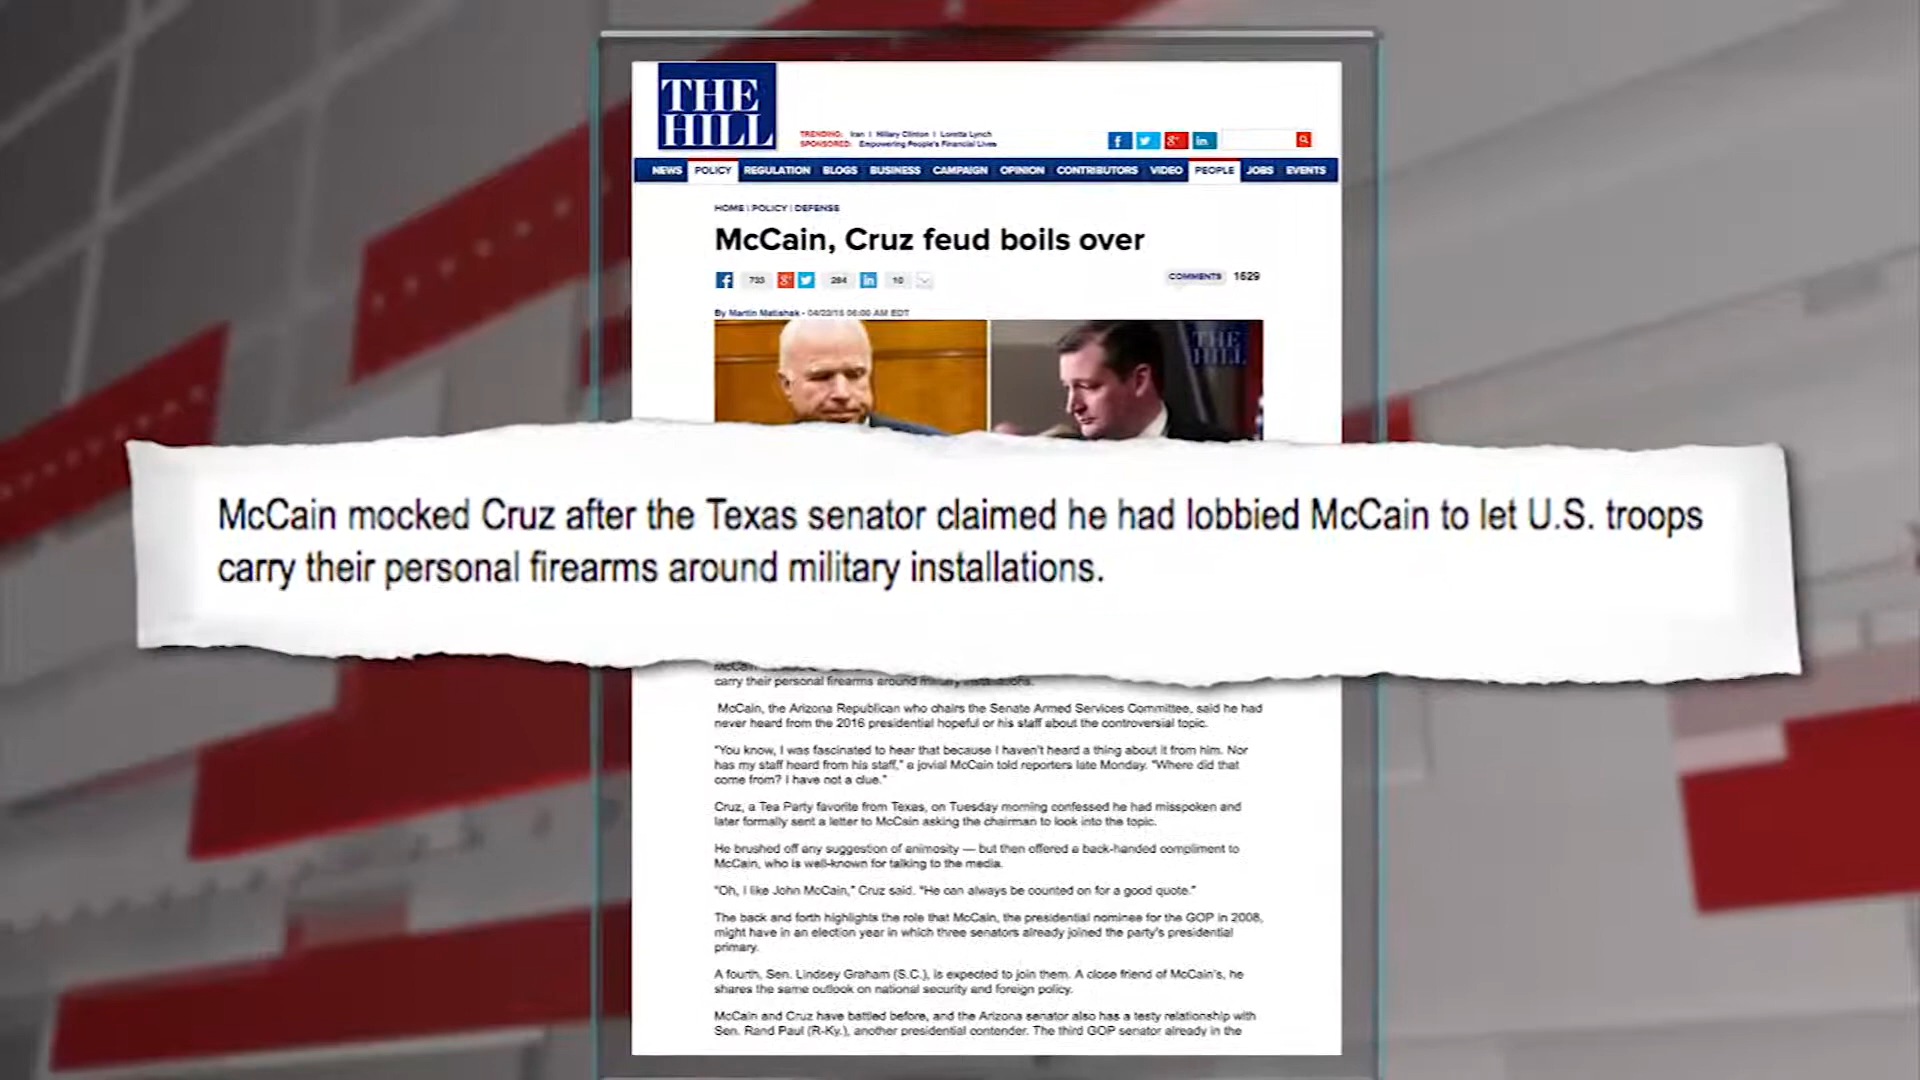 THE
HILL
TRENDING: Iran | Hillary Clinton | Loretta Lynch
SPONSORED: Empowering People's Financial Lives
NEWS POLICY REGULATION BLOGS BUSINESS CAMPAIGN OPINION CONTRIBUTORS VIDEO PEOPLE JOBS EVENTS
HOME | POLICY | DEFENSE
McCain, Cruz feud boils over
733 284 10 COMMENTS 1629
By Martin Matishak - 04/22/15 06:00 AM EDT
THE
HILL
McCain mocked Cruz after the Texas senator claimed he had lobbied McCain to let U.S. troops
carry their personal firearms around military installations.
McCain
carry their personal firearms around military installations.
McCain, the Arizona Republican who chairs the Senate Armed Services Committee, said he had
never heard from the 2016 presidential hopeful or his staff about the controversial topic.
"You know, I was fascinated to hear that because I haven't heard a thing about it from him. Nor
has my staff heard from his staff," a jovial McCain told reporters late Monday. "Where did that
come from? I have not a clue."
Cruz, a Tea Party favorite from Texas, on Tuesday morning confessed he had misspoken and
later formally sent a letter to McCain asking the chairman to look into the topic.
He brushed off any suggestion of animosity — but then offered a back-handed compliment to
McCain, who is well-known for talking to the media.
"Oh, I like John McCain," Cruz said. "He can always be counted on for a good quote."
The back and forth highlights the role that McCain, the presidential nominee for the GOP in 2008,
might have in an election year in which three senators already joined the party's presidential
primary.
A fourth, Sen. Lindsey Graham (S.C.), is expected to join them. A close friend of McCain's, he
shares the same outlook on national security and foreign policy.
McCain and Cruz have battled before, and the Arizona senator also has a testy relationship with
Sen. Rand Paul (R-Ky.), another presidential contender. The third GOP senator already in the